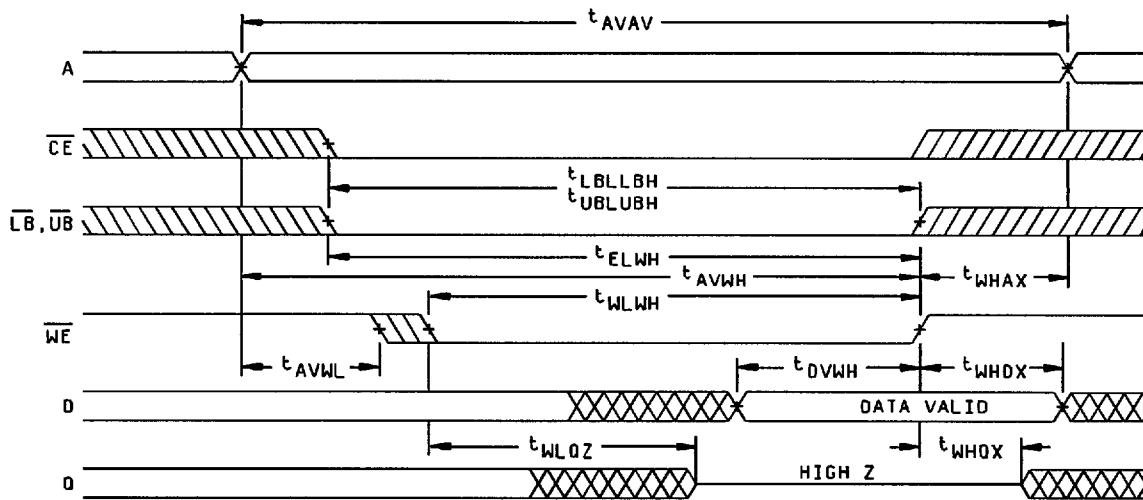 tAVAV
A
CE
tLBLLBH
tUBLUBH
LB,UB
tELWH
tAVWH
tWHAX
tWLWH
WE
tAVWL
tDVWH
tWHDX
D
DATA VALID
tWLQZ
tWHQX
Q
HIGH Z